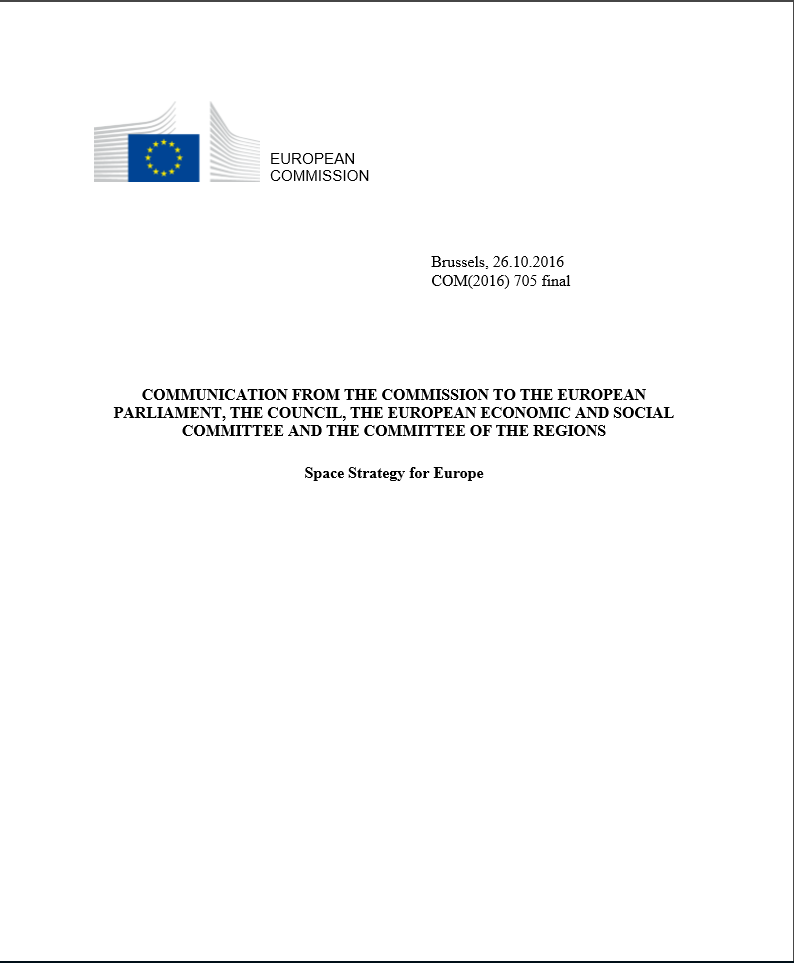 EUROPEAN
COMMISSION
Brussels, 26.10.2016
COM(2016) 705 final
COMMUNICATION FROM THE COMMISSION TO THE EUROPEAN
PARLIAMENT, THE COUNCIL, THE EUROPEAN ECONOMIC AND SOCIAL
COMMITTEE AND THE COMMITTEE OF THE REGIONS
Space Strategy for Europe